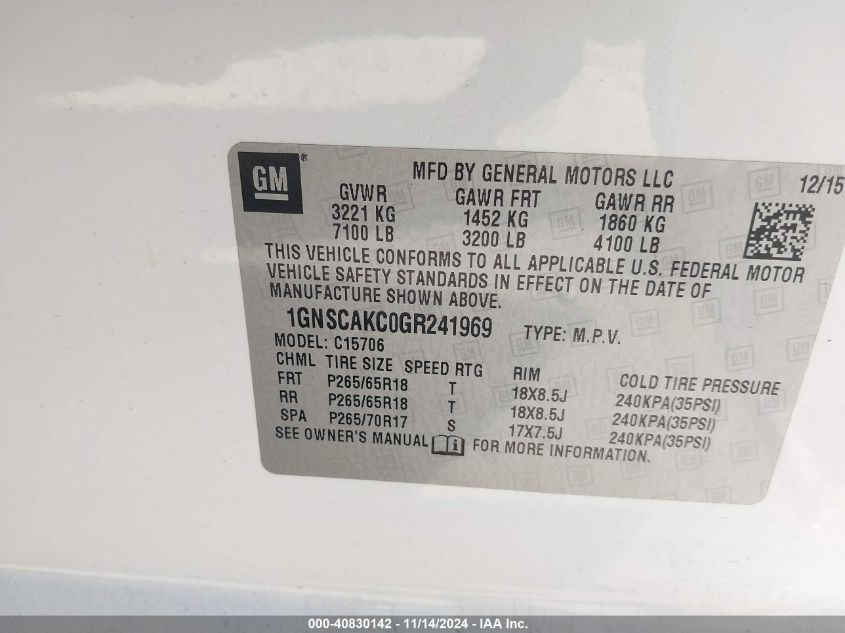 GM ®
MFD BY GENERAL MOTORS LLC 12/15
GVWR GAWR FRT GAWR RR
3221 KG 1452 KG 1860 KG
7100 LB 3200 LB 4100 LB
THIS VEHICLE CONFORMS TO ALL APPLICABLE U.S. FEDERAL MOTOR
VEHICLE SAFETY STANDARDS IN EFFECT ON THE DATE OF
MANUFACTURE SHOWN ABOVE.
1GNSCAKC0GR241969 TYPE: M.P.V.
MODEL: C15706
CHML TIRE SIZE SPEED RTG RIM COLD TIRE PRESSURE
FRT P265/65R18 T 18X8.5J 240KPA(35PSI)
RR P265/65R18 T 18X8.5J 240KPA(35PSI)
SPA P265/70R17 S 17X7.5J 240KPA(35PSI)
SEE OWNER'S MANUAL i FOR MORE INFORMATION.
000-40830142 - 11/14/2024 - IAA Inc.